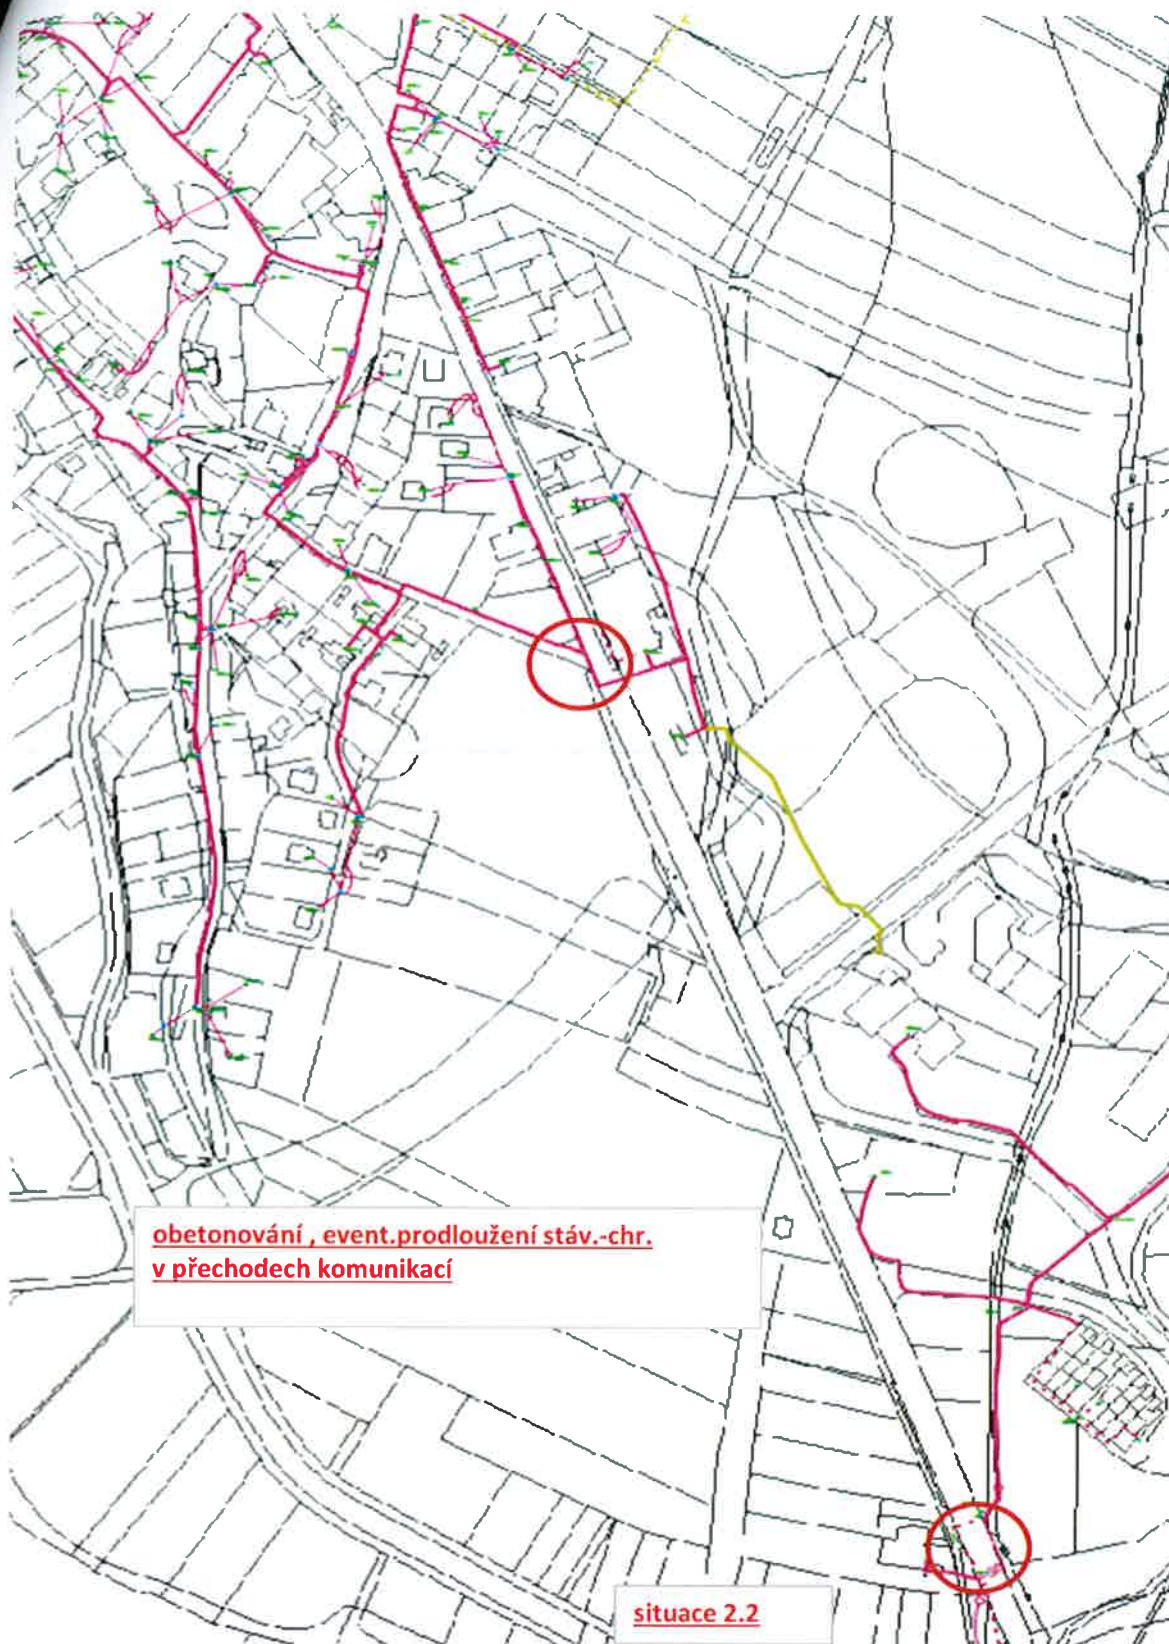 obetonování , event.prodloužení stáv.-chr.
v přechodech komunikací
situace 2.2